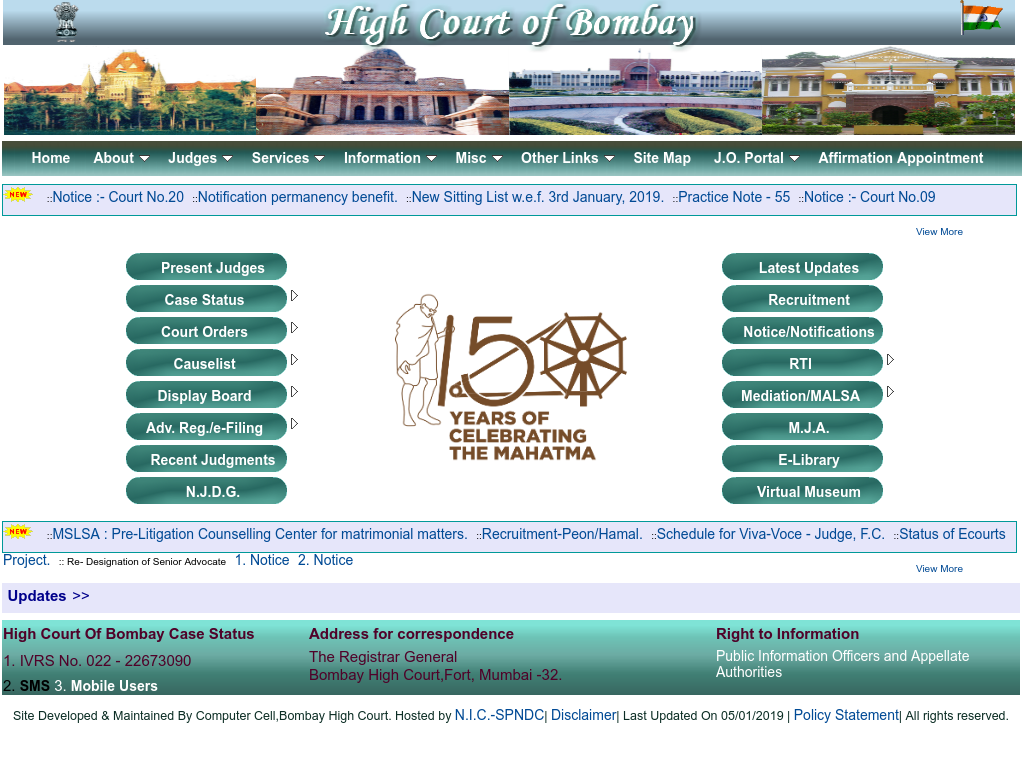 High Court of Bombay
Home About Judges Services Information Misc Other Links Site Map J.O. Portal Affirmation Appointment
NEW ::Notice :- Court No.20 ::Notification permanency benefit. ::New Sitting List w.e.f. 3rd January, 2019. ::Practice Note - 55 ::Notice :- Court No.09
View More
Present Judges
Case Status
Court Orders
Causelist
Display Board
Adv. Reg./e-Filing
Recent Judgments
N.J.D.G.
150
YEARS OF
CELEBRATING
THE MAHATMA
Latest Updates
Recruitment
Notice/Notifications
RTI
Mediation/MALSA
M.J.A.
E-Library
Virtual Museum
NEW ::MSLSA : Pre-Litigation Counselling Center for matrimonial matters. ::Recruitment-Peon/Hamal. ::Schedule for Viva-Voce - Judge, F.C. ::Status of Ecourts
Project. :: Re- Designation of Senior Advocate 1. Notice 2. Notice
View More
Updates >>
High Court Of Bombay Case Status
1. IVRS No. 022 - 22673090
2. SMS 3. Mobile Users
Address for correspondence
The Registrar General
Bombay High Court,Fort, Mumbai -32.
Right to Information
Public Information Officers and Appellate
Authorities
Site Developed & Maintained By Computer Cell,Bombay High Court. Hosted by N.I.C.-SPNDC| Disclaimer| Last Updated On 05/01/2019 | Policy Statement| All rights reserved.